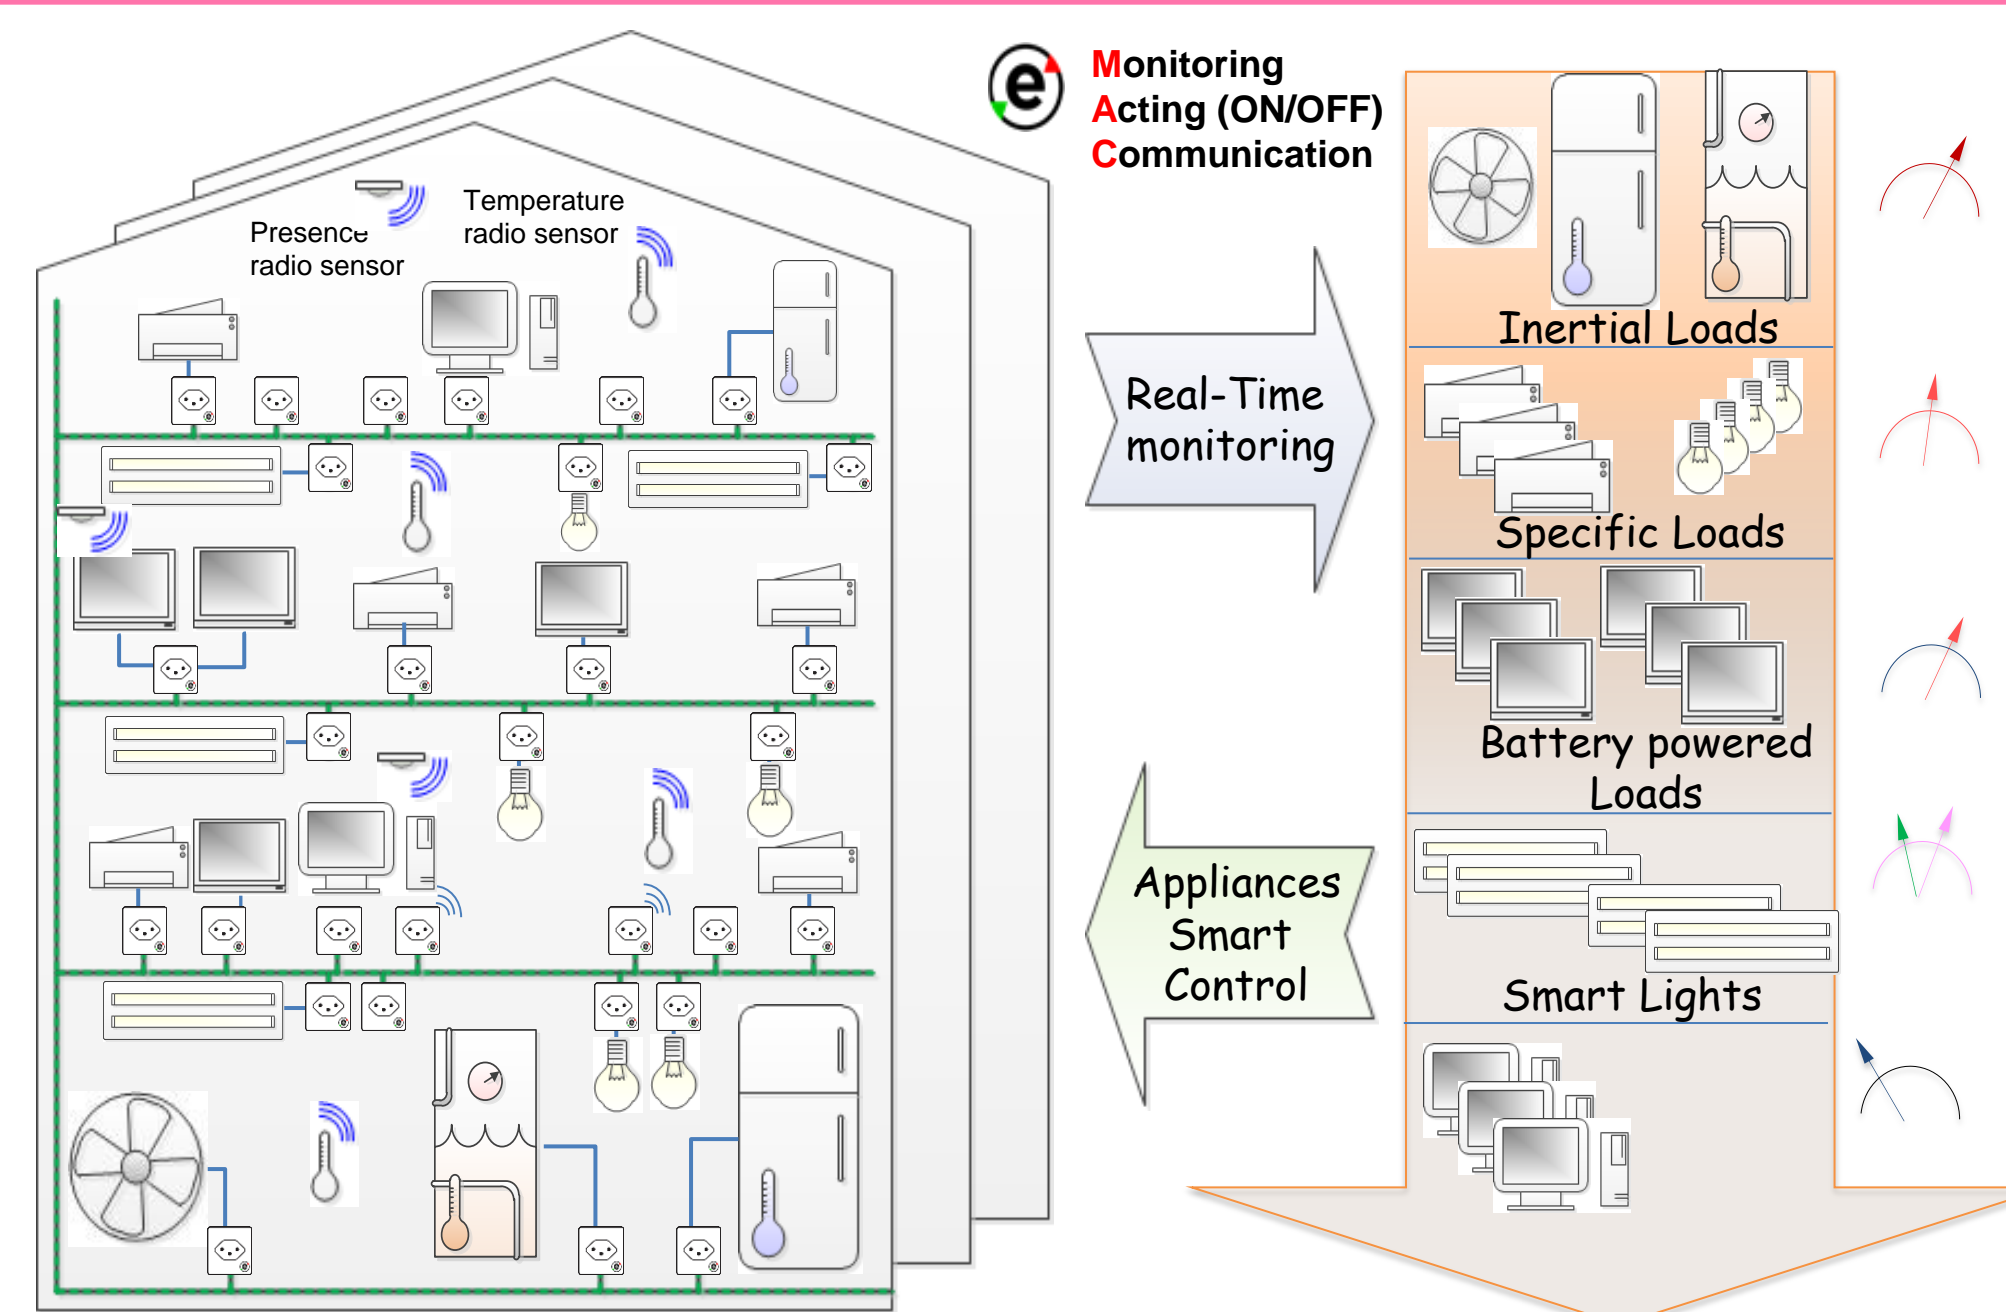 Monitoring
Acting (ON/OFF)
Communication
Presence
radio sensor
Temperature
radio sensor
Real-Time
monitoring
Appliances
Smart
Control
Inertial Loads
Specific Loads
Battery powered
Loads
Smart Lights
e